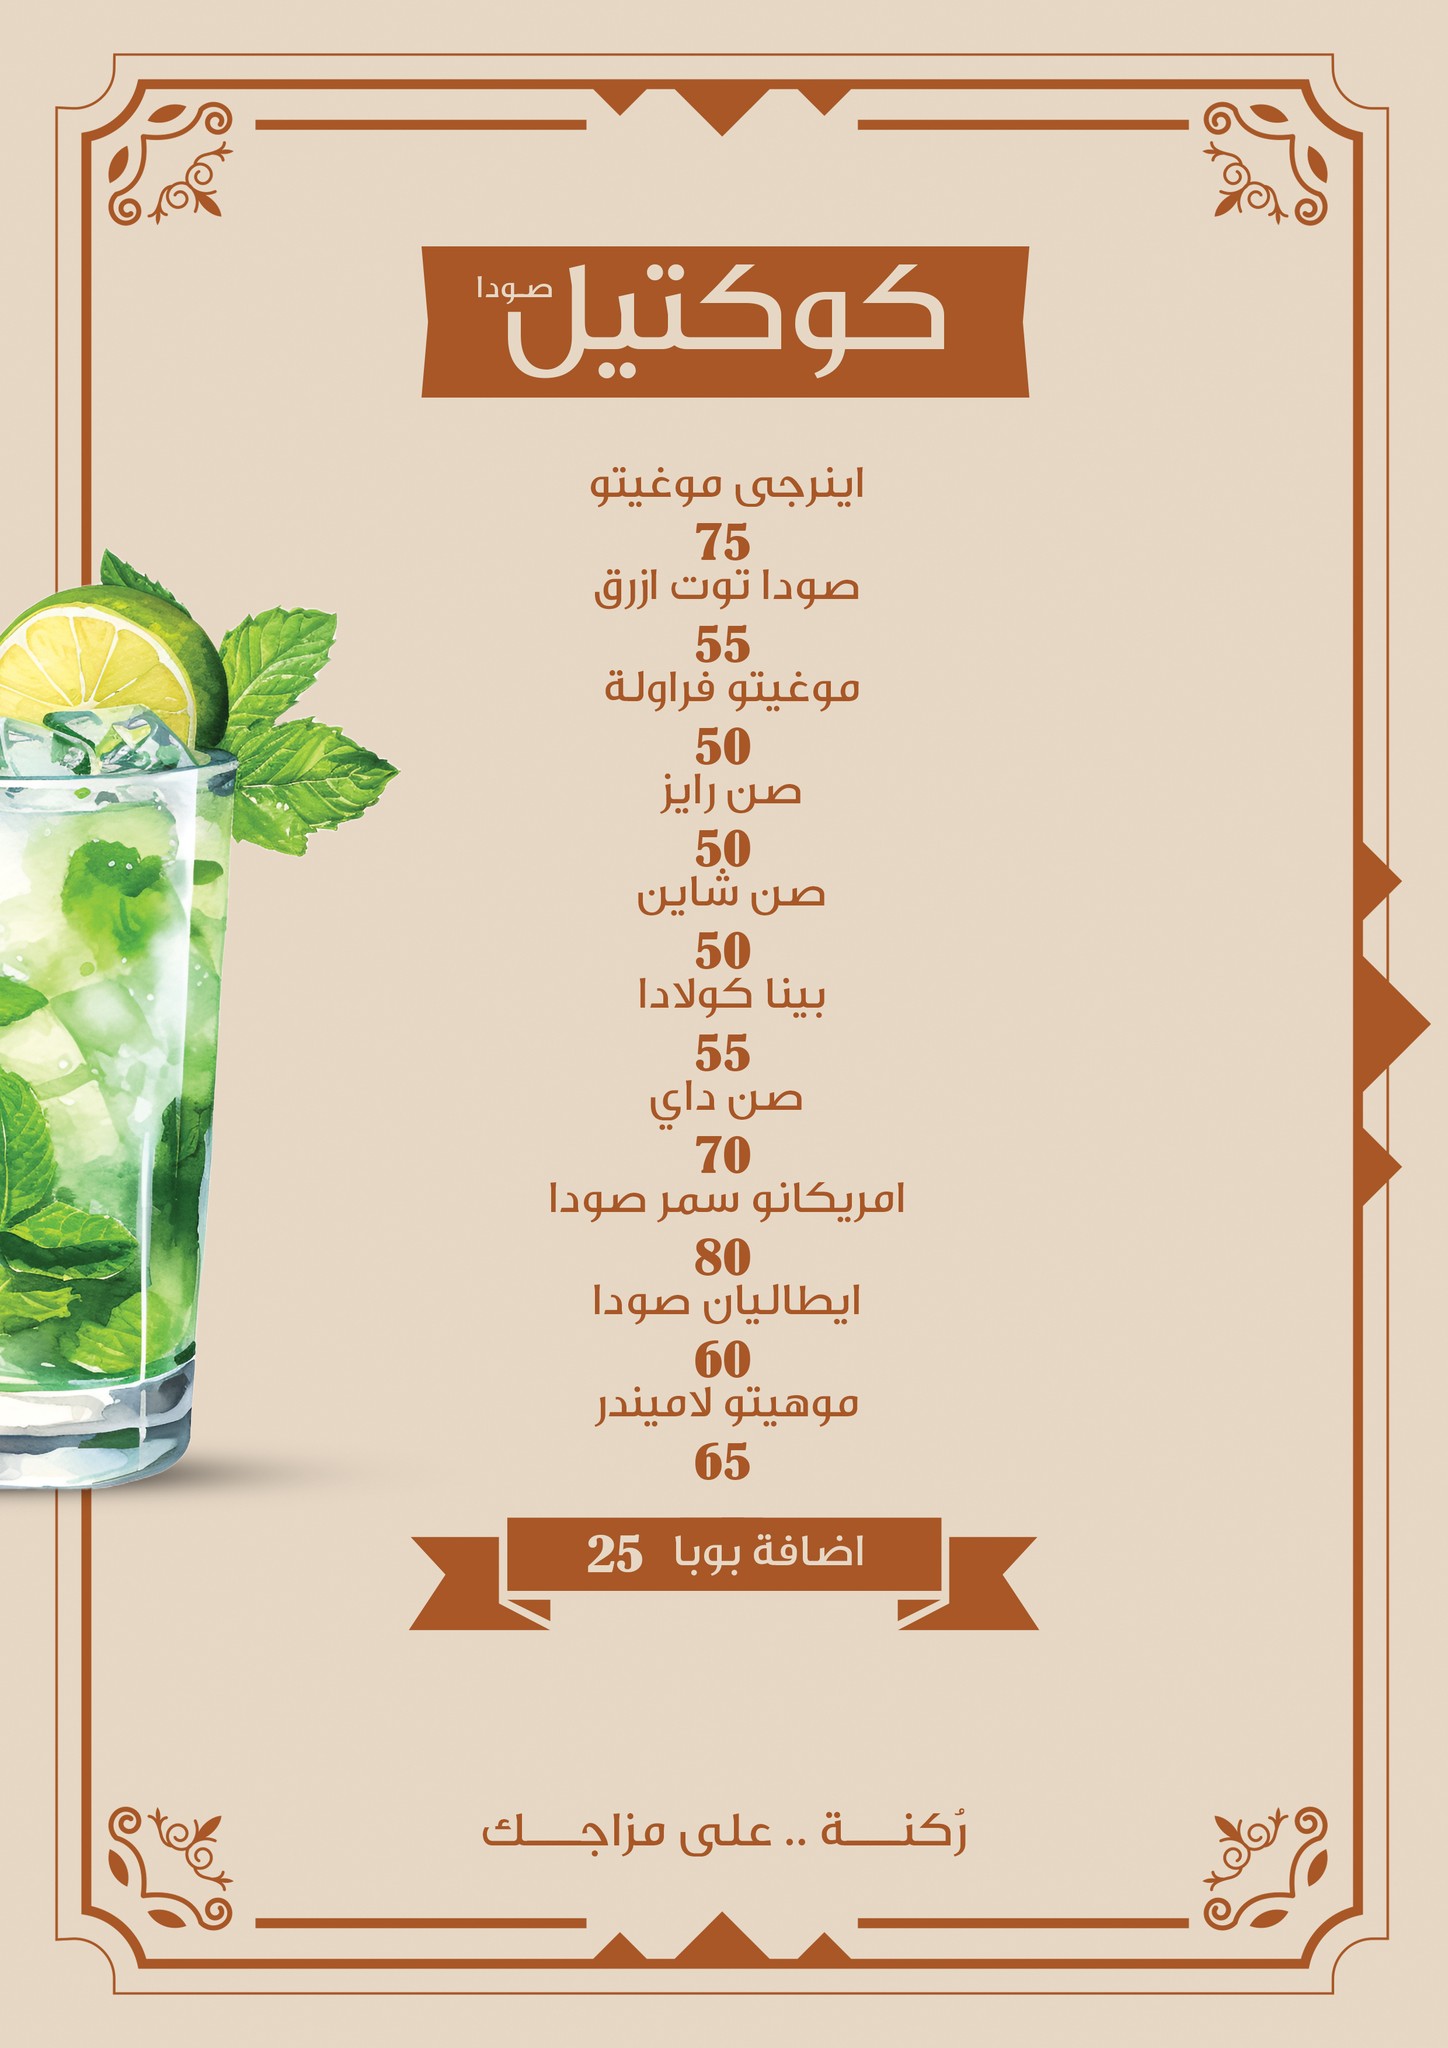 كوكتيل صودا
اينرجى موغيتو
75
صودا توت ازرق
55
موغيتو فراولة
50
صن رايز
50
صن شاين
50
بينا كولادا
55
صن داي
70
امريكانو سمر صودا
80
ايطاليان صودا
60
موهيتو لاميندر
65
اضافة بوبا 25
رُكنـــــة .. على مزاجـــــك